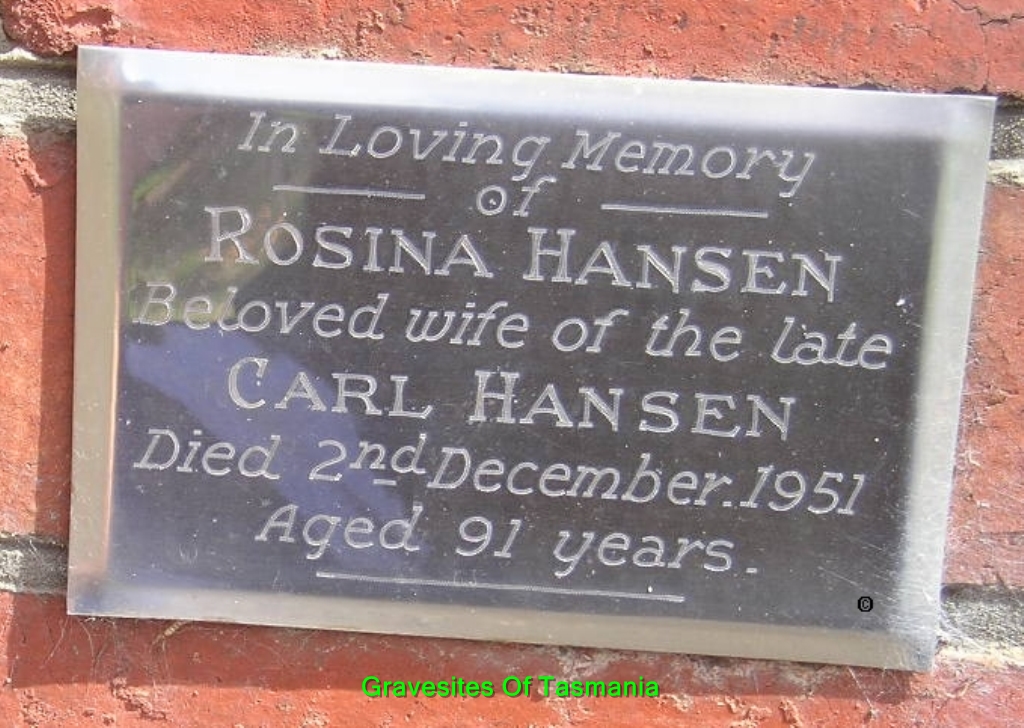 In Loving Memory
of
ROSINA HANSEN
Beloved wife of the late
CARL HANSEN
Died 2nd December.1951
Aged 91 years.
©
Gravesites Of Tasmania